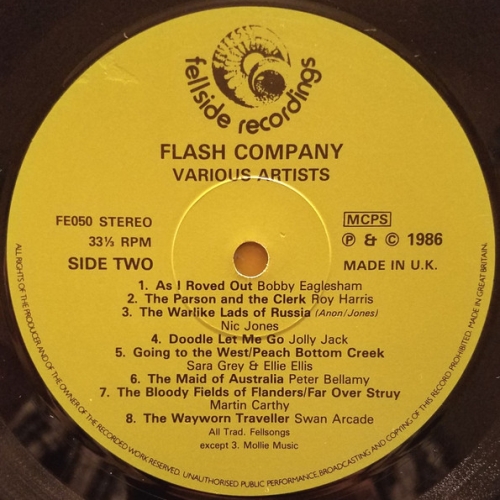 fellside recordings
FLASH COMPANY
VARIOUS ARTISTS
FE050 STEREO
33⅓ RPM
SIDE TWO
MCPS
Ⓟ & © 1986
MADE IN U.K.
1. As I Roved Out Bobby Eaglesham
2. The Parson and the Clerk Roy Harris
3. The Warlike Lads of Russia (Anon/Jones)
Nic Jones
4. Doodle Let Me Go Jolly Jack
5. Going to the West/Peach Bottom Creek
Sara Grey & Ellie Ellis
6. The Maid of Australia Peter Bellamy
7. The Bloody Fields of Flanders/Far Over Struy
Martin Carthy
8. The Wayworn Traveller Swan Arcade
All Trad. Fellsongs
except 3. Mollie Music
ALL RIGHTS OF THE PRODUCER AND OF THE OWNER OF THE RECORDED WORK RESERVED. UNAUTHORISED PUBLIC PERFORMANCE, BROADCASTING AND COPYING OF THIS RECORD PROHIBITED. MADE IN GREAT BRITAIN.